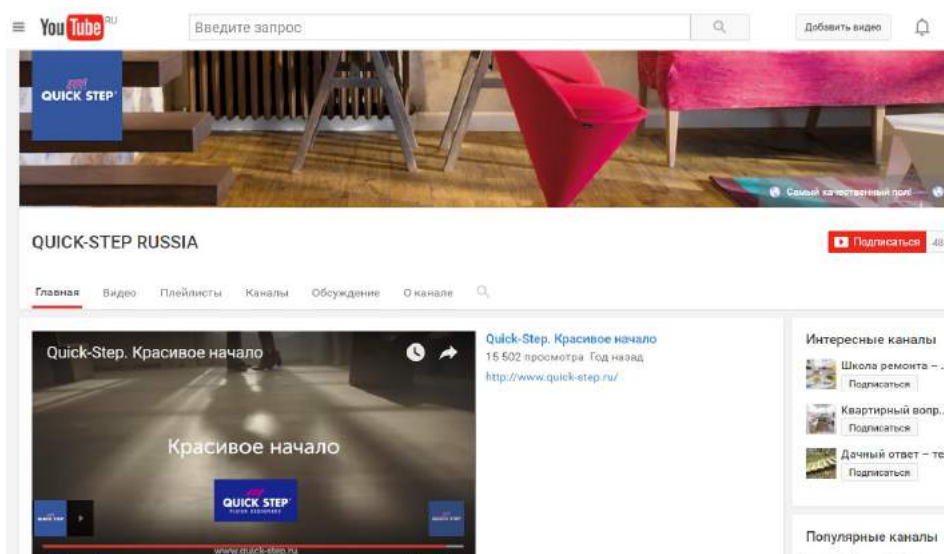 YouTube RU
Введите запрос
Добавить видео
QUICK STEP
Самый качественный пол!
QUICK-STEP RUSSIA
Подписаться 48
Главная Видео Плейлисты Каналы Обсуждение О канале
Quick-Step. Красивое начало
Красивое начало
QUICK STEP
www.quick-step.ru
Quick-Step. Красивое начало
15 502 просмотра Год назад
http://www.quick-step.ru/
Интересные каналы
Школа ремонта – ...
Подписаться
Квартирный вопр...
Подписаться
Дачный ответ – те
Подписаться
Популярные каналы